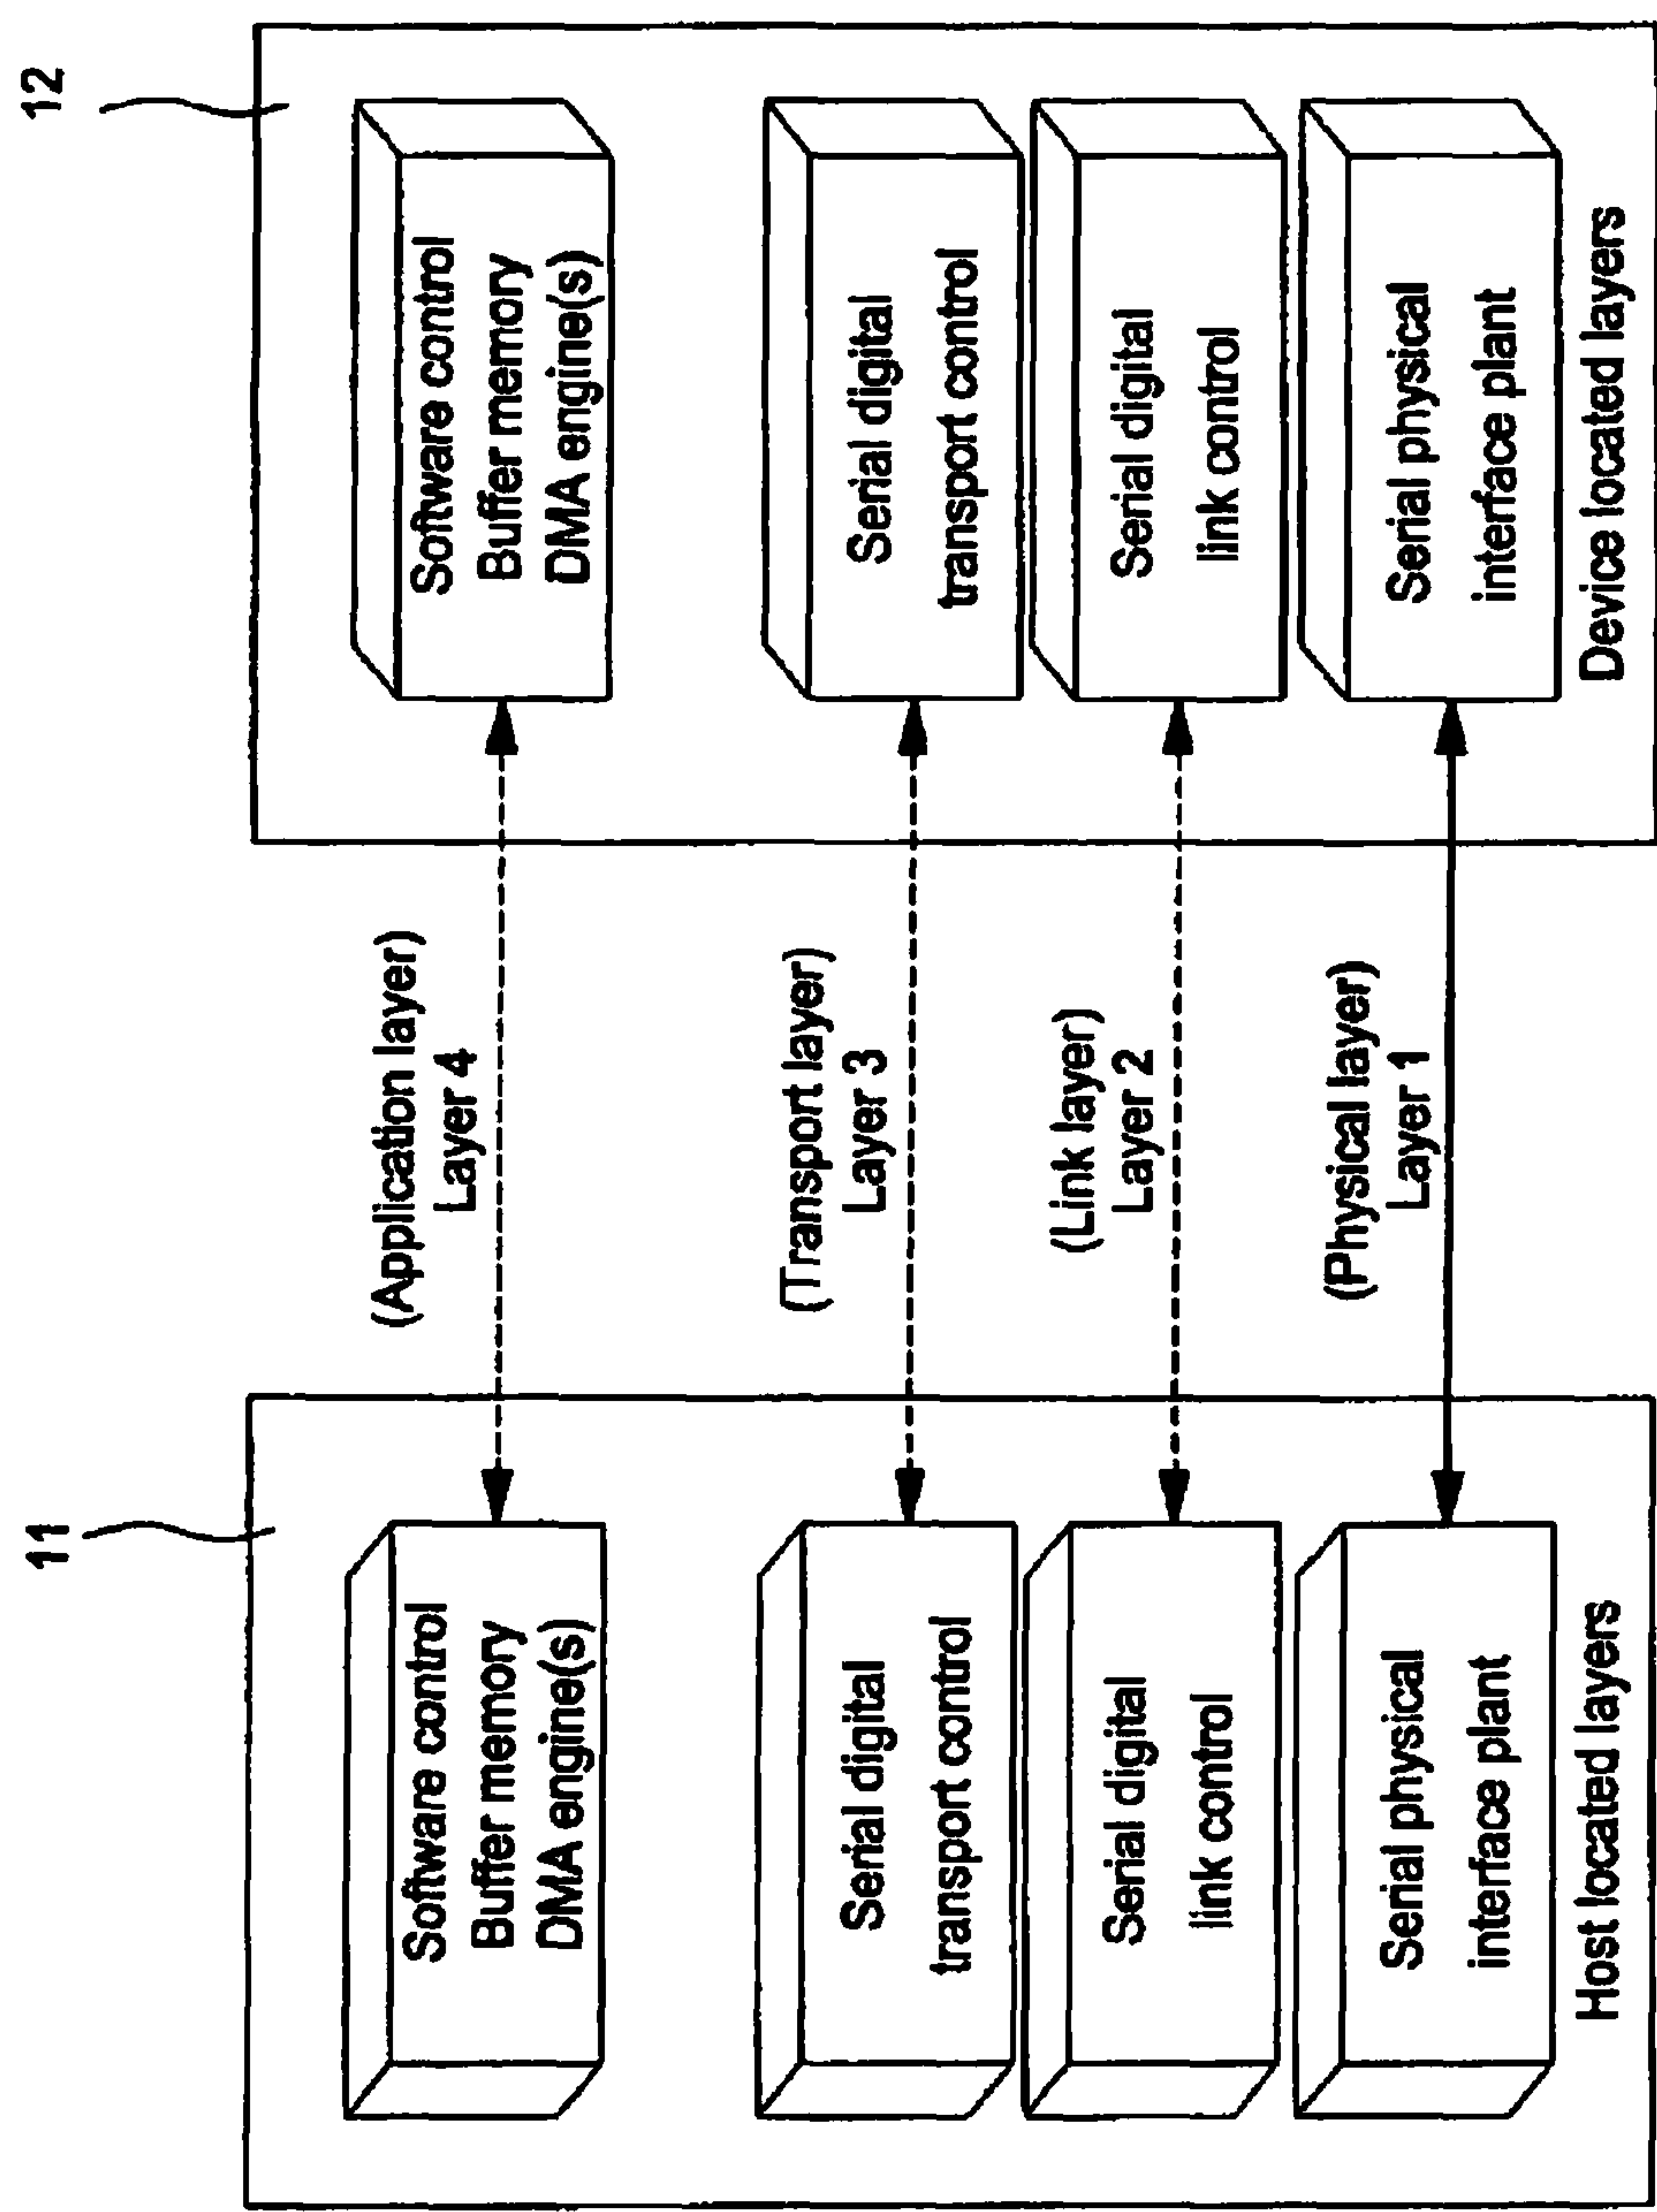 11
12
Software control
Buffer memory
DMA engine(s)
(Application layer)
Layer 4
Software control
Buffer memory
DMA engine(s)
Serial digital
transport control
(Transport layer)
Layer 3
Serial digital
transport control
Serial digital
link control
(Link layer)
Layer 2
Serial digital
link control
Serial physical
interface plant
(Physical layer)
Layer 1
Serial physical
interface plant
Host located layers
Device located layers